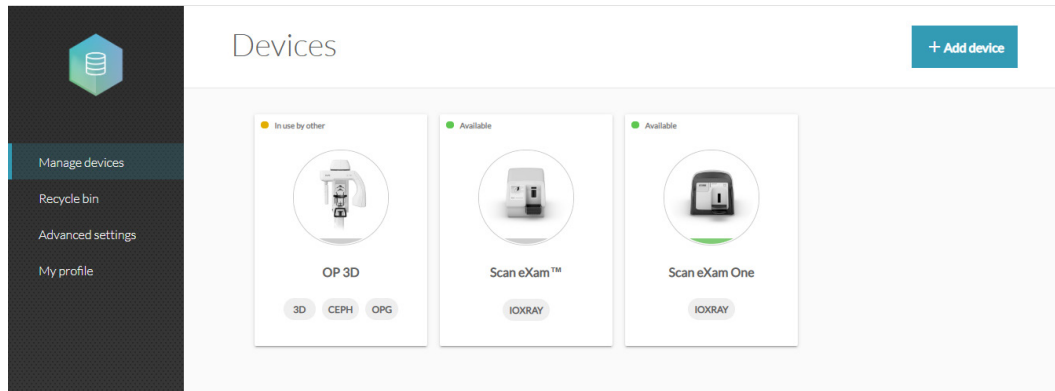 Devices
+ Add device
Manage devices
Recycle bin
Advanced settings
My profile
In use by other
OP 3D
3D CEPH OPG
Available
Scan eXam™
IOXRAY
Available
Scan eXam One
IOXRAY